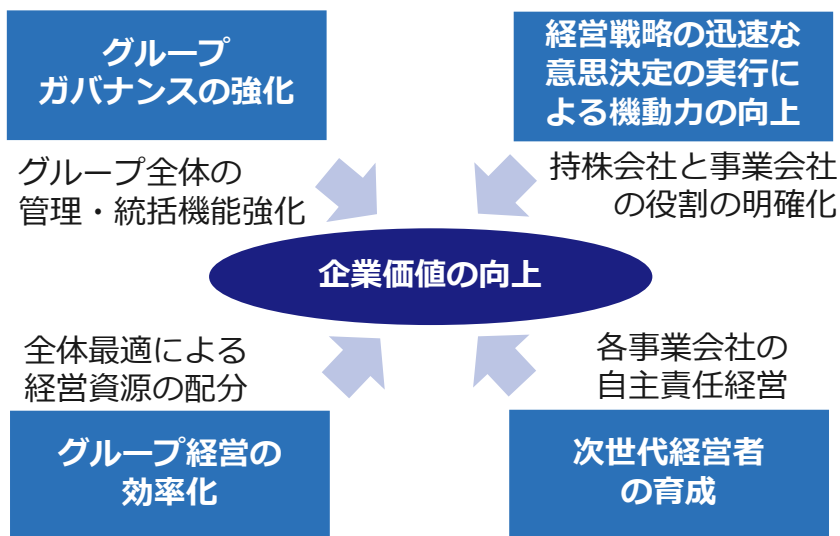 グループ
ガバナンスの強化
経営戦略の迅速な
意思決定の実行に
よる機動力の向上
グループ全体の
管理・統括機能強化
持株会社と事業会社
の役割の明確化
企業価値の向上
全体最適による
経営資源の配分
各事業会社の
自主責任経営
グループ経営の
効率化
次世代経営者
の育成